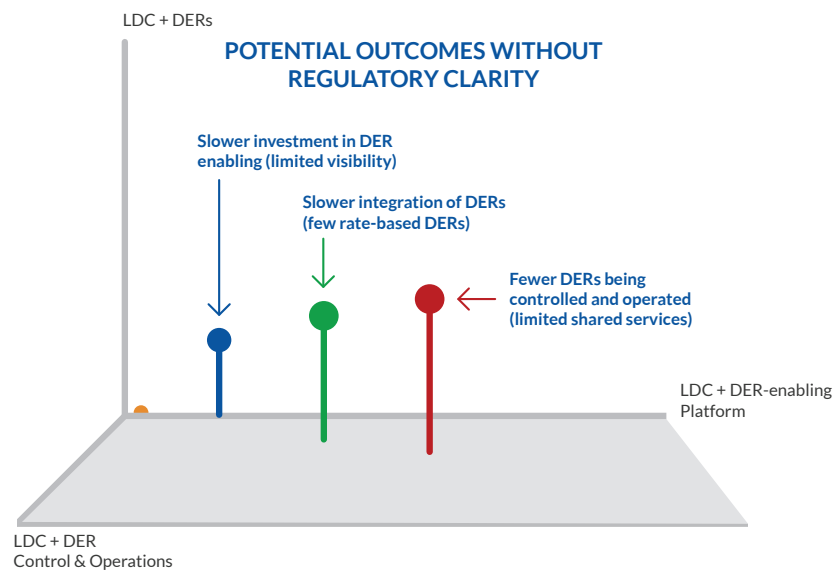 LDC + DERs
POTENTIAL OUTCOMES WITHOUT
REGULATORY CLARITY
Slower investment in DER
enabling (limited visibility)
Slower integration of DERs
(few rate-based DERs)
Fewer DERs being
controlled and operated
(limited shared services)
LDC + DER-enabling
Platform
LDC + DER
Control & Operations